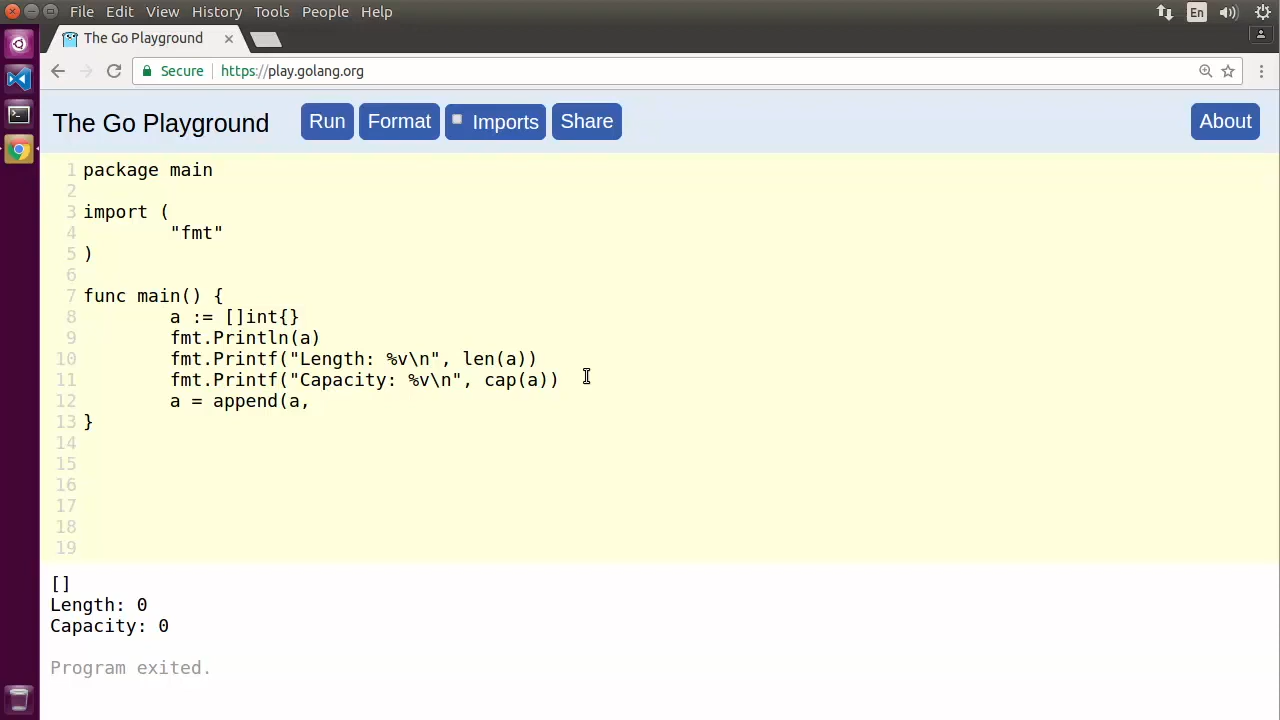 File Edit View History Tools People Help
En
The Go Playground
Secure https://play.golang.org
The Go Playground Run Format Imports Share About
1 package main
2
3 import (
4 "fmt"
5 )
6
7 func main() {
8 a := []int{}
9 fmt.Println(a)
10 fmt.Printf("Length: %v\n", len(a))
11 fmt.Printf("Capacity: %v\n", cap(a))
12 a = append(a,
13 }
14
15
16
17
18
19
[]
Length: 0
Capacity: 0
Program exited.